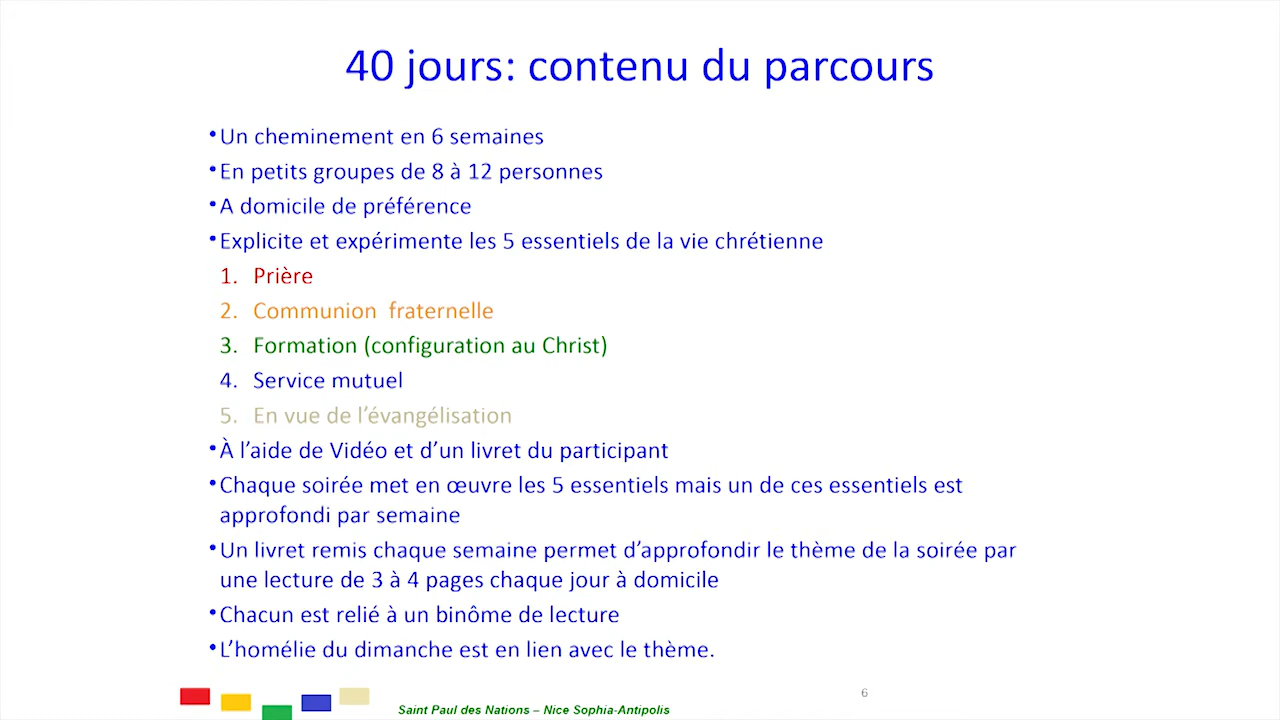 40 jours: contenu du parcours
•Un cheminement en 6 semaines
•En petits groupes de 8 à 12 personnes
•A domicile de préférence
•Explicite et expérimente les 5 essentiels de la vie chrétienne
1. Prière
2. Communion  fraternelle
3. Formation (configuration au Christ)
4. Service mutuel
5. En vue de l’évangélisation
•À l’aide de Vidéo et d’un livret du participant
•Chaque soirée met en œuvre les 5 essentiels mais un de ces essentiels est
approfondi par semaine
•Un livret remis chaque semaine permet d’approfondir le thème de la soirée par
une lecture de 3 à 4 pages chaque jour à domicile
•Chacun est relié à un binôme de lecture
•L’homélie du dimanche est en lien avec le thème.
6
Saint Paul des Nations – Nice Sophia-Antipolis